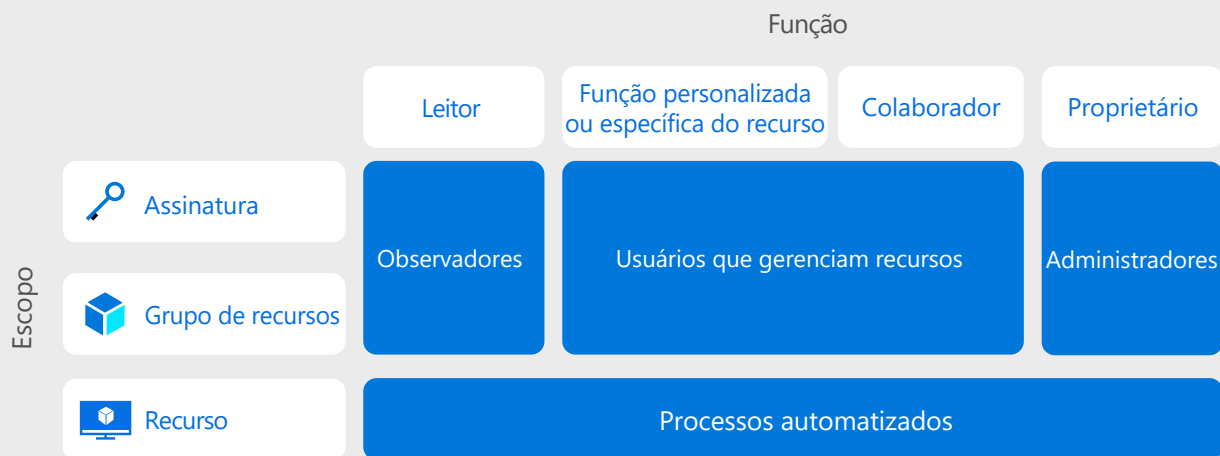 Função
Leitor
Função personalizada
ou específica do recurso
Colaborador
Proprietário
Escopo
Assinatura
Observadores
Usuários que gerenciam recursos
Administradores
Grupo de recursos
Recurso
Processos automatizados